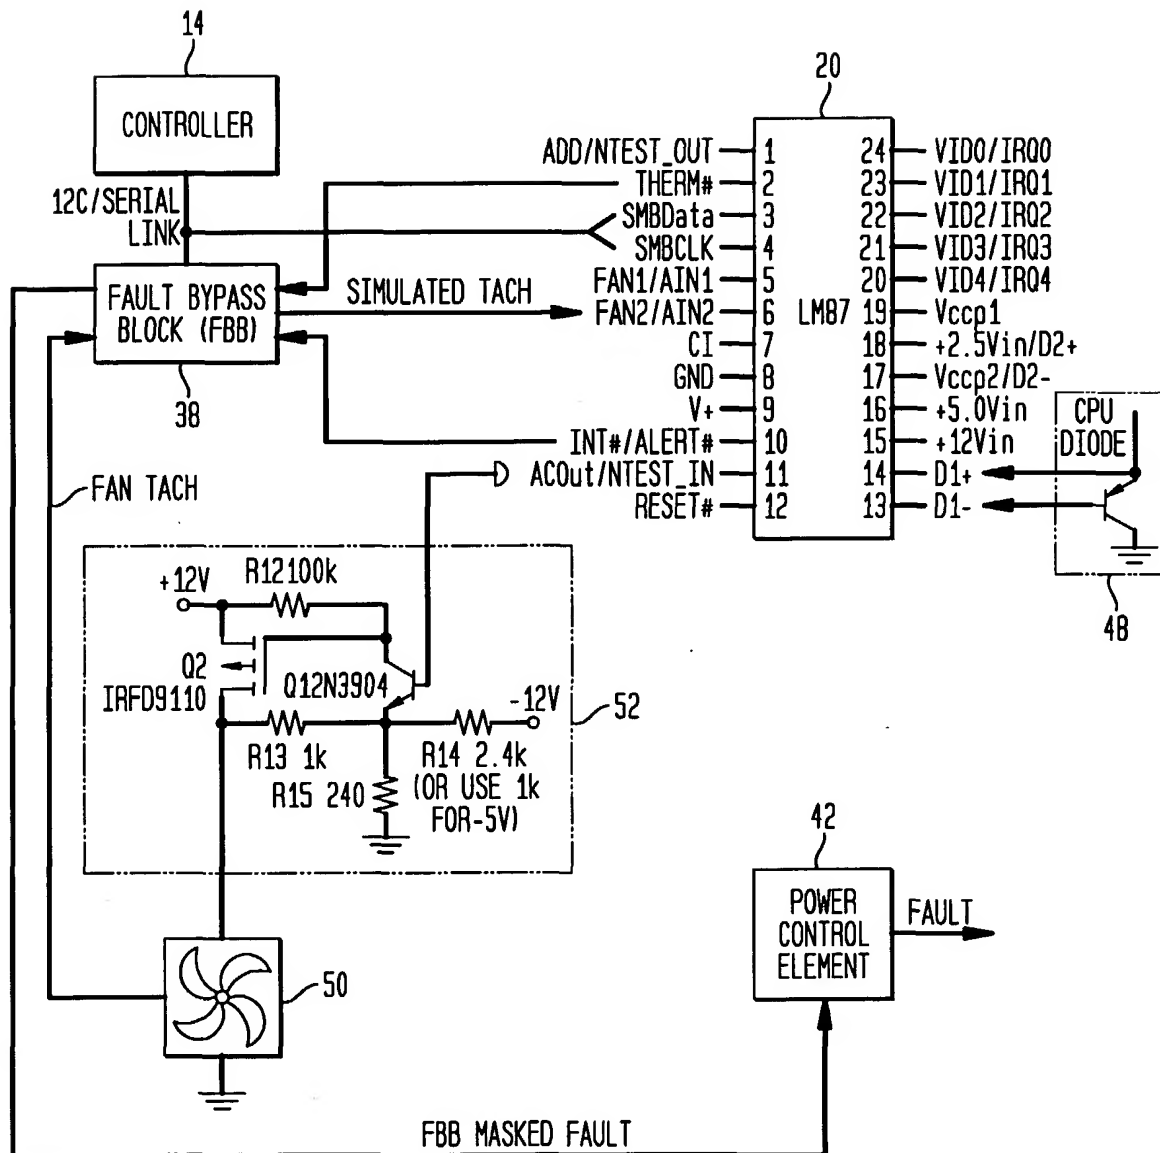 14
CONTROLLER
12C/SERIAL
LINK
FAULT BYPASS
BLOCK (FBB)
38
SIMULATED TACH
FAN TACH
20
ADD/NTEST_OUT
THERM#
SMBData
SMBCLK
FAN1/AIN1
FAN2/AIN2
CI
GND
V+
INT#/ALERT#
ACOut/NTEST_IN
RESET#
1
2
3
4
5
6
7
8
9
10
11
12
LM87
24
23
22
21
20
19
18
17
16
15
14
13
VID0/IRQ0
VID1/IRQ1
VID2/IRQ2
VID3/IRQ3
VID4/IRQ4
Vccp1
+2.5Vin/D2+
Vccp2/D2-
+5.0Vin
+12Vin
D1+
D1-
CPU
DIODE
48
+12V
R12100k
Q2
IRFD9110
Q12N3904
-12V
R13 1k
R14 2.4k
(OR USE 1k
FOR-5V)
R15 240
52
50
42
POWER
CONTROL
ELEMENT
FAULT
FBB MASKED FAULT